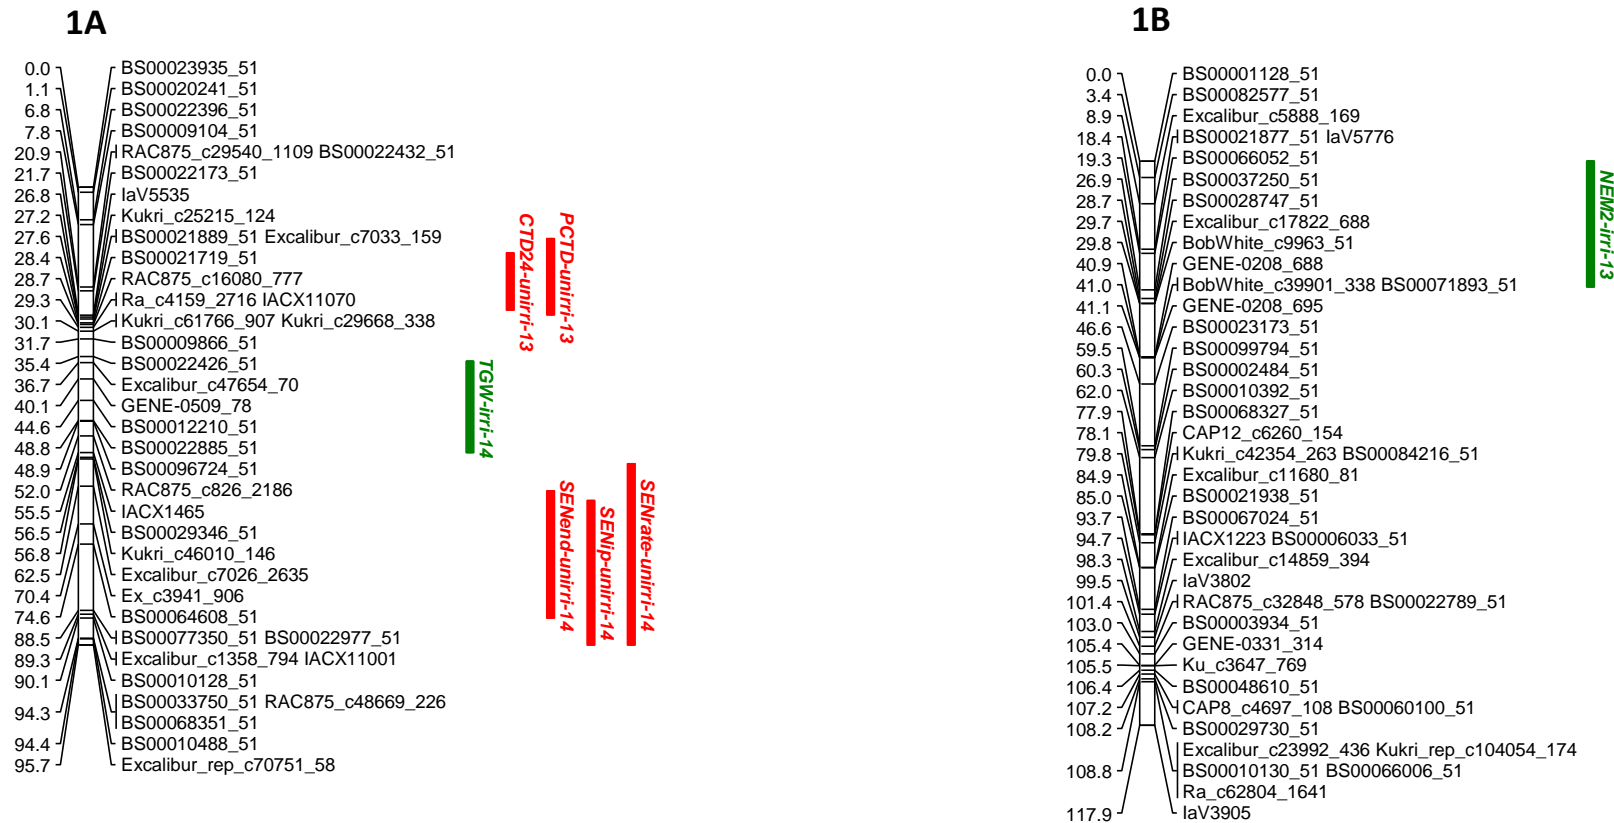 1A
0.0 BS00023935_51
1.1 BS00020241_51
6.8 BS00022396_51
7.8 BS00009104_51
20.9 RAC875_c29540_1109 BS00022432_51
21.7 BS00022173_51
26.8 IaV5535
27.2 Kukri_c25215_124
27.6 BS00021889_51 Excalibur_c7033_159
28.4 BS00021719_51
28.7 RAC875_c16080_777
29.3 Ra_c4159_2716 IACX11070
30.1 Kukri_c61766_907 Kukri_c29668_338
31.7 BS00009866_51
35.4 BS00022426_51
36.7 Excalibur_c47654_70
40.1 GENE-0509_78
44.6 BS00012210_51
48.8 BS00022885_51
48.9 BS00096724_51
52.0 RAC875_c826_2186
55.5 IACX1465
56.5 BS00029346_51
56.8 Kukri_c46010_146
62.5 Excalibur_c7026_2635
70.4 Ex_c3941_906
74.6 BS00064608_51
88.5 BS00077350_51 BS00022977_51
89.3 Excalibur_c1358_794 IACX11001
90.1 BS00010128_51
94.3 BS00033750_51 RAC875_c48669_226
BS00068351_51
94.4 BS00010488_51
95.7 Excalibur_rep_c70751_58
CTD24-unirri-13
PCTD-unirri-13
TGW-irri-14
SENend-unirri-14
SENip-unirri-14
SENrate-unirri-14
1B
0.0 BS00001128_51
3.4 BS00082577_51
8.9 Excalibur_c5888_169
18.4 BS00021877_51 IaV5776
19.3 BS00066052_51
26.9 BS00037250_51
28.7 BS00028747_51
29.7 Excalibur_c17822_688
29.8 BobWhite_c9963_51
40.9 GENE-0208_688
41.0 BobWhite_c39901_338 BS00071893_51
41.1 GENE-0208_695
46.6 BS00023173_51
59.5 BS00099794_51
60.3 BS00002484_51
62.0 BS00010392_51
77.9 BS00068327_51
78.1 CAP12_c6260_154
79.8 Kukri_c42354_263 BS00084216_51
84.9 Excalibur_c11680_81
85.0 BS00021938_51
93.7 BS00067024_51
94.7 IACX1223 BS00006033_51
98.3 Excalibur_c14859_394
99.5 IaV3802
101.4 RAC875_c32848_578 BS00022789_51
103.0 BS00003934_51
105.4 GENE-0331_314
105.5 Ku_c3647_769
106.4 BS00048610_51
107.2 CAP8_c4697_108 BS00060100_51
108.2 BS00029730_51
Excalibur_c23992_436 Kukri_rep_c104054_174
108.8 BS00010130_51 BS00066006_51
Ra_c62804_1641
117.9 IaV3905
NEM2-irri-13